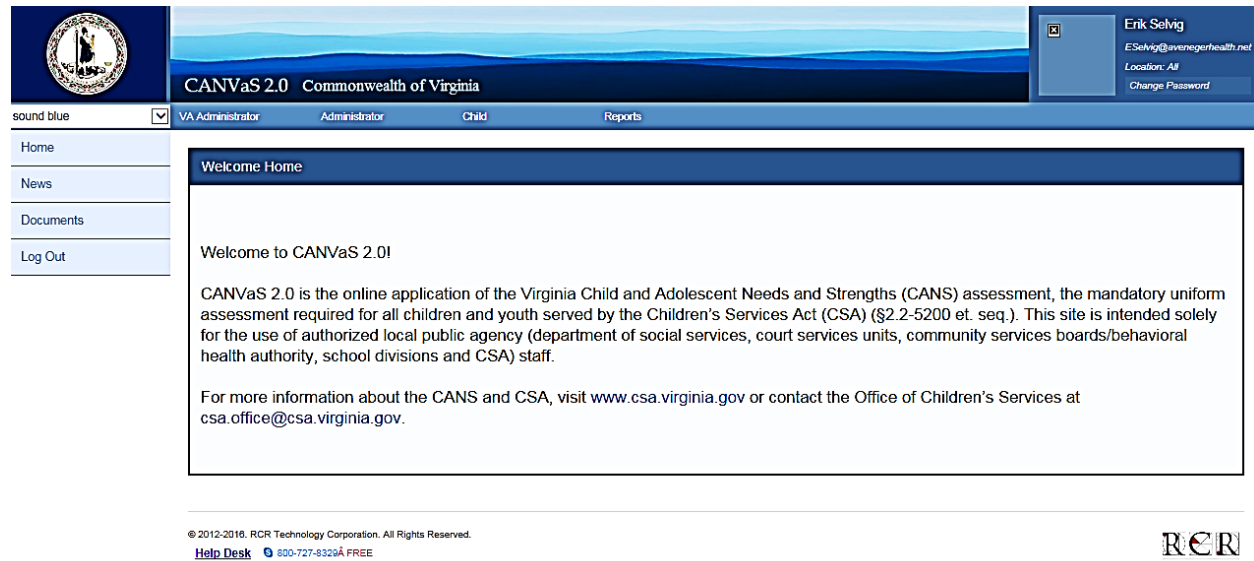 Erik Selvig
ESelvig@avenegerhealth.net
Location: All
Change Password
CANVaS 2.0 Commonwealth of Virginia
sound blue
VA Administrator Administrator Child Reports
Home
News
Documents
Log Out
Welcome Home
Welcome to CANVaS 2.0!
CANVaS 2.0 is the online application of the Virginia Child and Adolescent Needs and Strengths (CANS) assessment, the mandatory uniform
assessment required for all children and youth served by the Children's Services Act (CSA) (§2.2-5200 et. seq.). This site is intended solely
for the use of authorized local public agency (department of social services, court services units, community services boards/behavioral
health authority, school divisions and CSA) staff.
For more information about the CANS and CSA, visit www.csa.virginia.gov or contact the Office of Children's Services at
csa.office@csa.virginia.gov.
© 2012-2016. RCR Technology Corporation. All Rights Reserved.
Help Desk 800-727-8329Â FREE
RCR